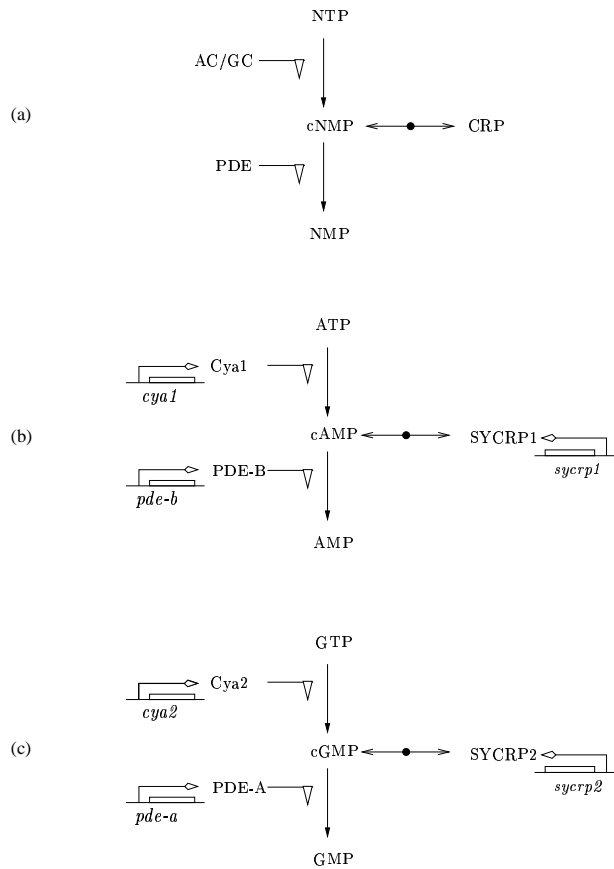 NTP
AC/GC
(a)
cNMP
CRP
PDE
NMP
ATP
Cya1
cya1
(b)
cAMP
SYCRP1
PDE-B
pde-b
sycrp1
AMP
GTP
Cya2
cya2
(c)
cGMP
SYCRP2
PDE-A
pde-a
sycrp2
GMP